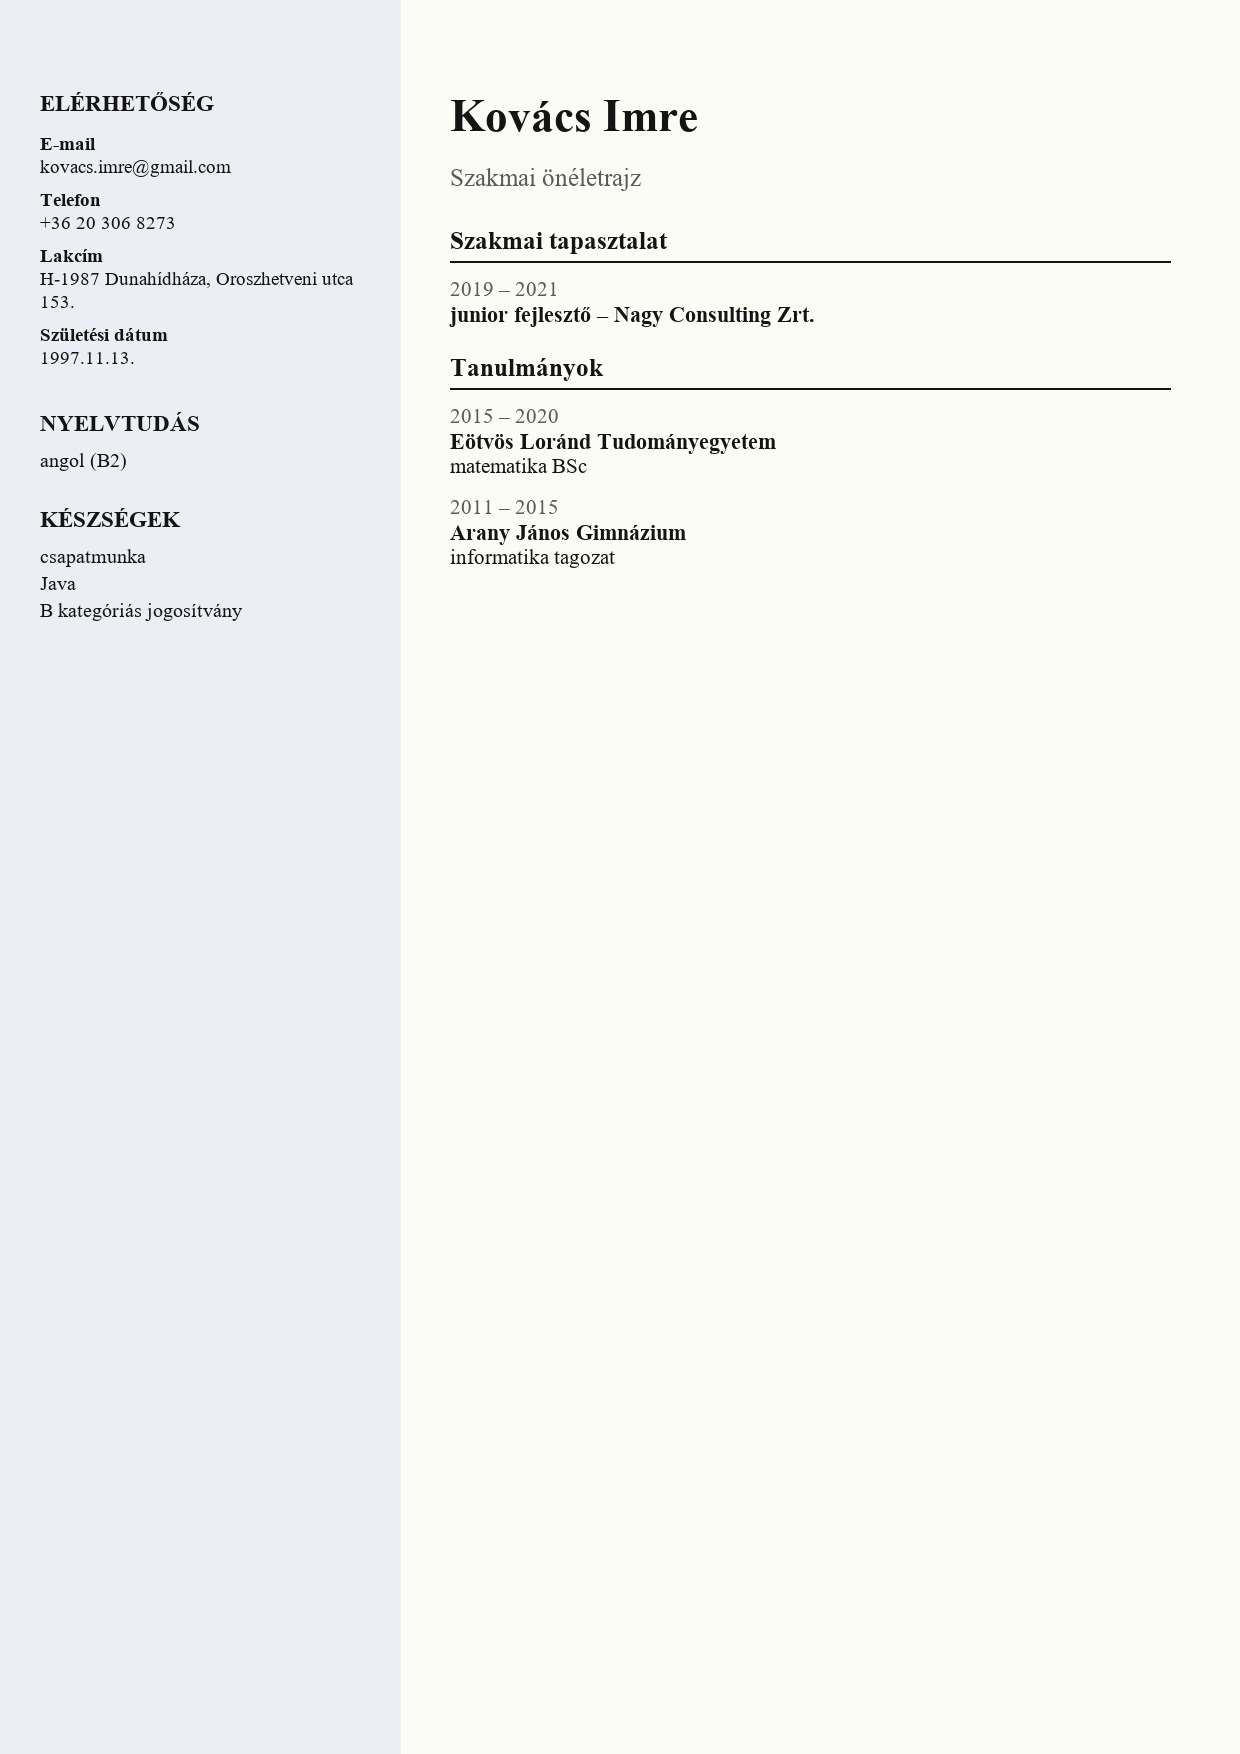 ELÉRHETŐSÉG
E-mail
kovacs.imre@gmail.com
Telefon
+36 20 306 8273
Lakcím
H-1987 Dunahídháza, Oroszhetveni utca
153.
Születési dátum
1997.11.13.
NYELVTUDÁS
angol (B2)
KÉSZSÉGEK
csapatmunka
Java
B kategóriás jogosítvány
Kovács Imre
Szakmai önéletrajz
Szakmai tapasztalat
2019 – 2021
junior fejlesztő – Nagy Consulting Zrt.
Tanulmányok
2015 – 2020
Eötvös Loránd Tudományegyetem
matematika BSc
2011 – 2015
Arany János Gimnázium
informatika tagozat